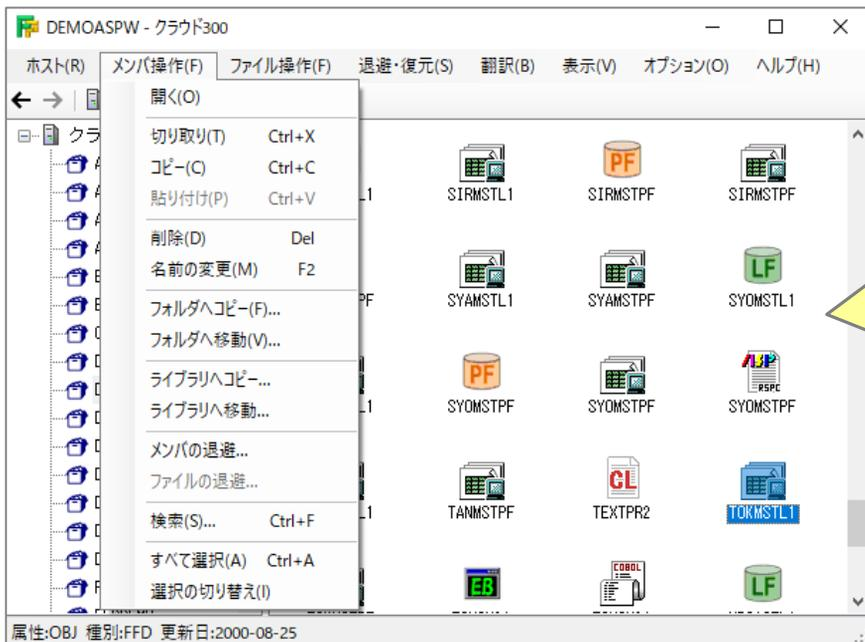 DEMOASPW - クラウド300
ホスト(R) メンバ操作(F) ファイル操作(F) 退避・復元(S) 翻訳(B) 表示(V) オプション(O) ヘルプ(H)
開く(O)
切り取り(T) Ctrl+X
コピー(C) Ctrl+C
貼り付け(P) Ctrl+V
削除(D) Del
名前の変更(M) F2
フォルダへコピー(F)...
フォルダへ移動(V)...
ライブラリへコピー...
ライブラリへ移動...
メンバの退避...
ファイルの退避...
検索(S)... Ctrl+F
すべて選択(A) Ctrl+A
選択の切り替え(I)
クラ
PF
SIRMSTL1 SIRMSTPF SIRMSTPF
LF
SYAMSTL1 SYAMSTPF SYOMSTL1
PF ASP RSPC
SYOMSTPF SYOMSTPF SYOMSTPF
CL
TANMSTPF TEXTPR2 TOKMSTL1
EB COBOL LF
属性:OBJ 種別:FFD 更新日:2000-08-25